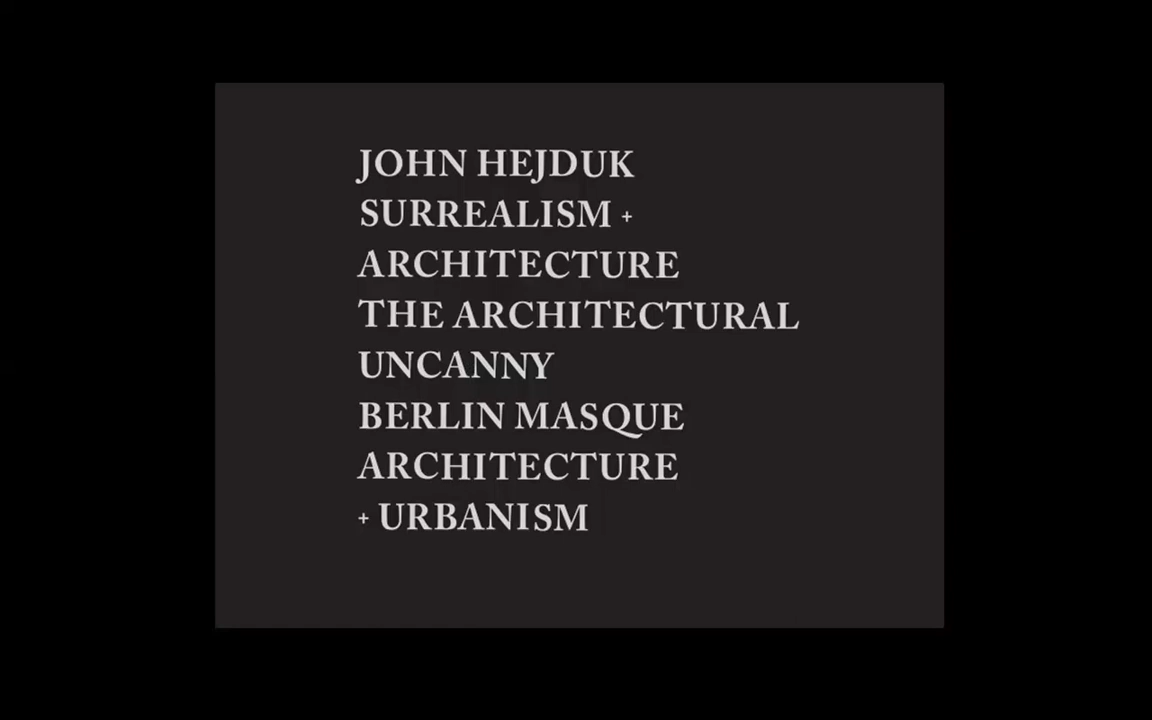 JOHN HEJDUK
SURREALISM +
ARCHITECTURE
THE ARCHITECTURAL
UNCANNY
BERLIN MASQUE
ARCHITECTURE
+ URBANISM